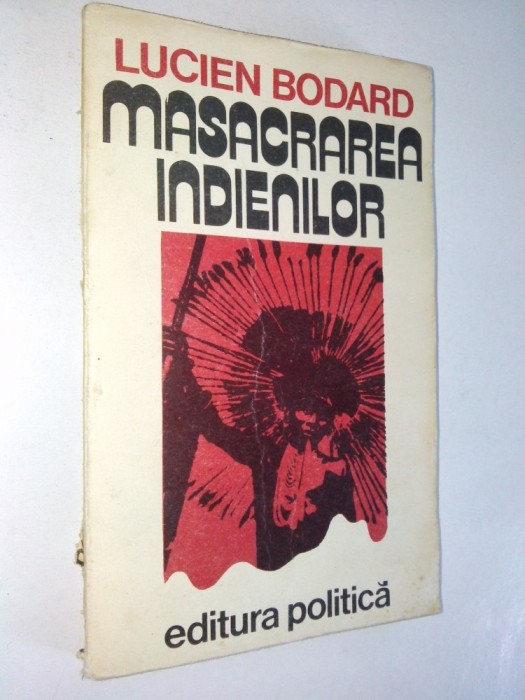 LUCIEN BODARD
MASACRAREA
INDIENILOR
editura politică